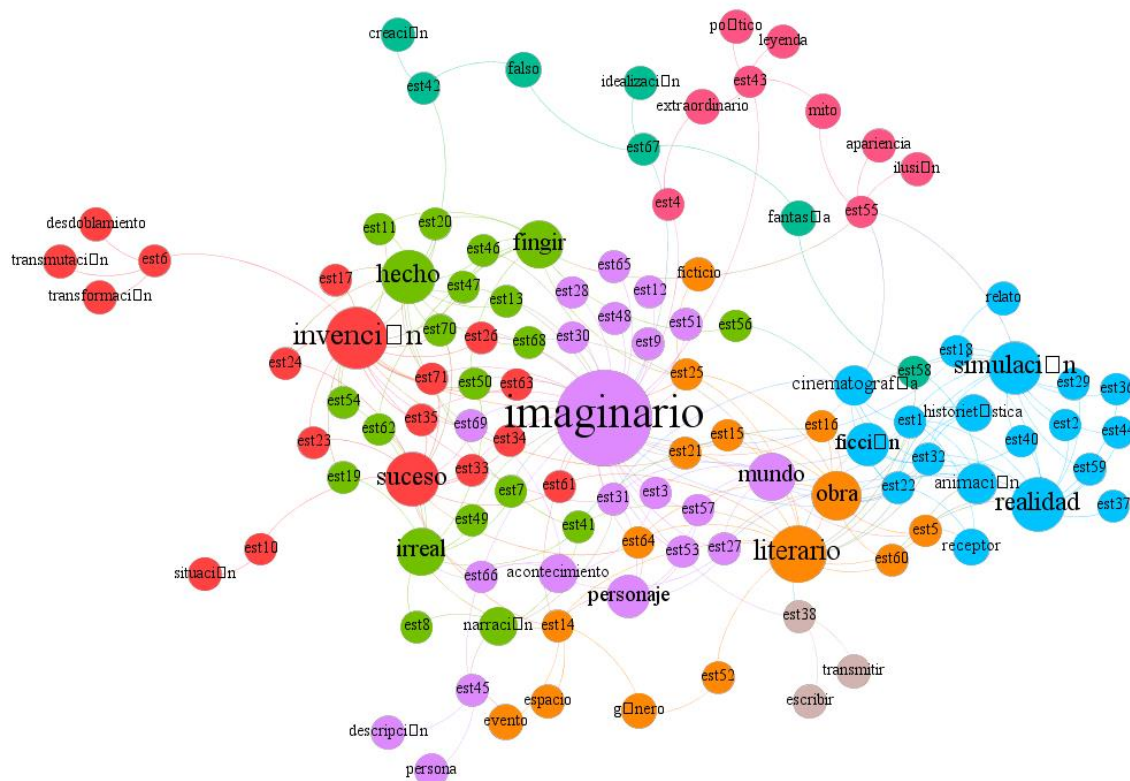 creaci□n
falso
est42
idealizaci□n
po□tico
leyenda
est43
extraordinario
mito
apariencia
ilusi□n
est67
est4
fantas□a
est55
desdoblamiento
transmutaci□n
est6
transformaci□n
est11
est20
est46
fingir
hecho
est17
est47
est13
est65
est28
est12
ficticio
est48
est51
est56
relato
invenci□n
est70
est26
est68
est30
est9
est18
simulaci□n
est24
est71
est50
est63
est25
cinematograf□a
est58
est29
est36
est54
est35
est69
est34
imaginario
est15
est16
est1
historiet□stica
est2
est44
est23
est62
est21
ficci□n
est32
est40
est19
suceso
est33
est61
est7
est31
est3
mundo
obra
est22
animaci□n
est59
realidad
est37
est49
est41
est57
est5
irreal
est64
est53
est27
literario
est60
receptor
est10
situaci□n
est66
acontecimiento
personaje
est8
narraci□n
est14
est38
est45
est52
transmitir
escribir
espacio
evento
g□nero
descripci□n
persona